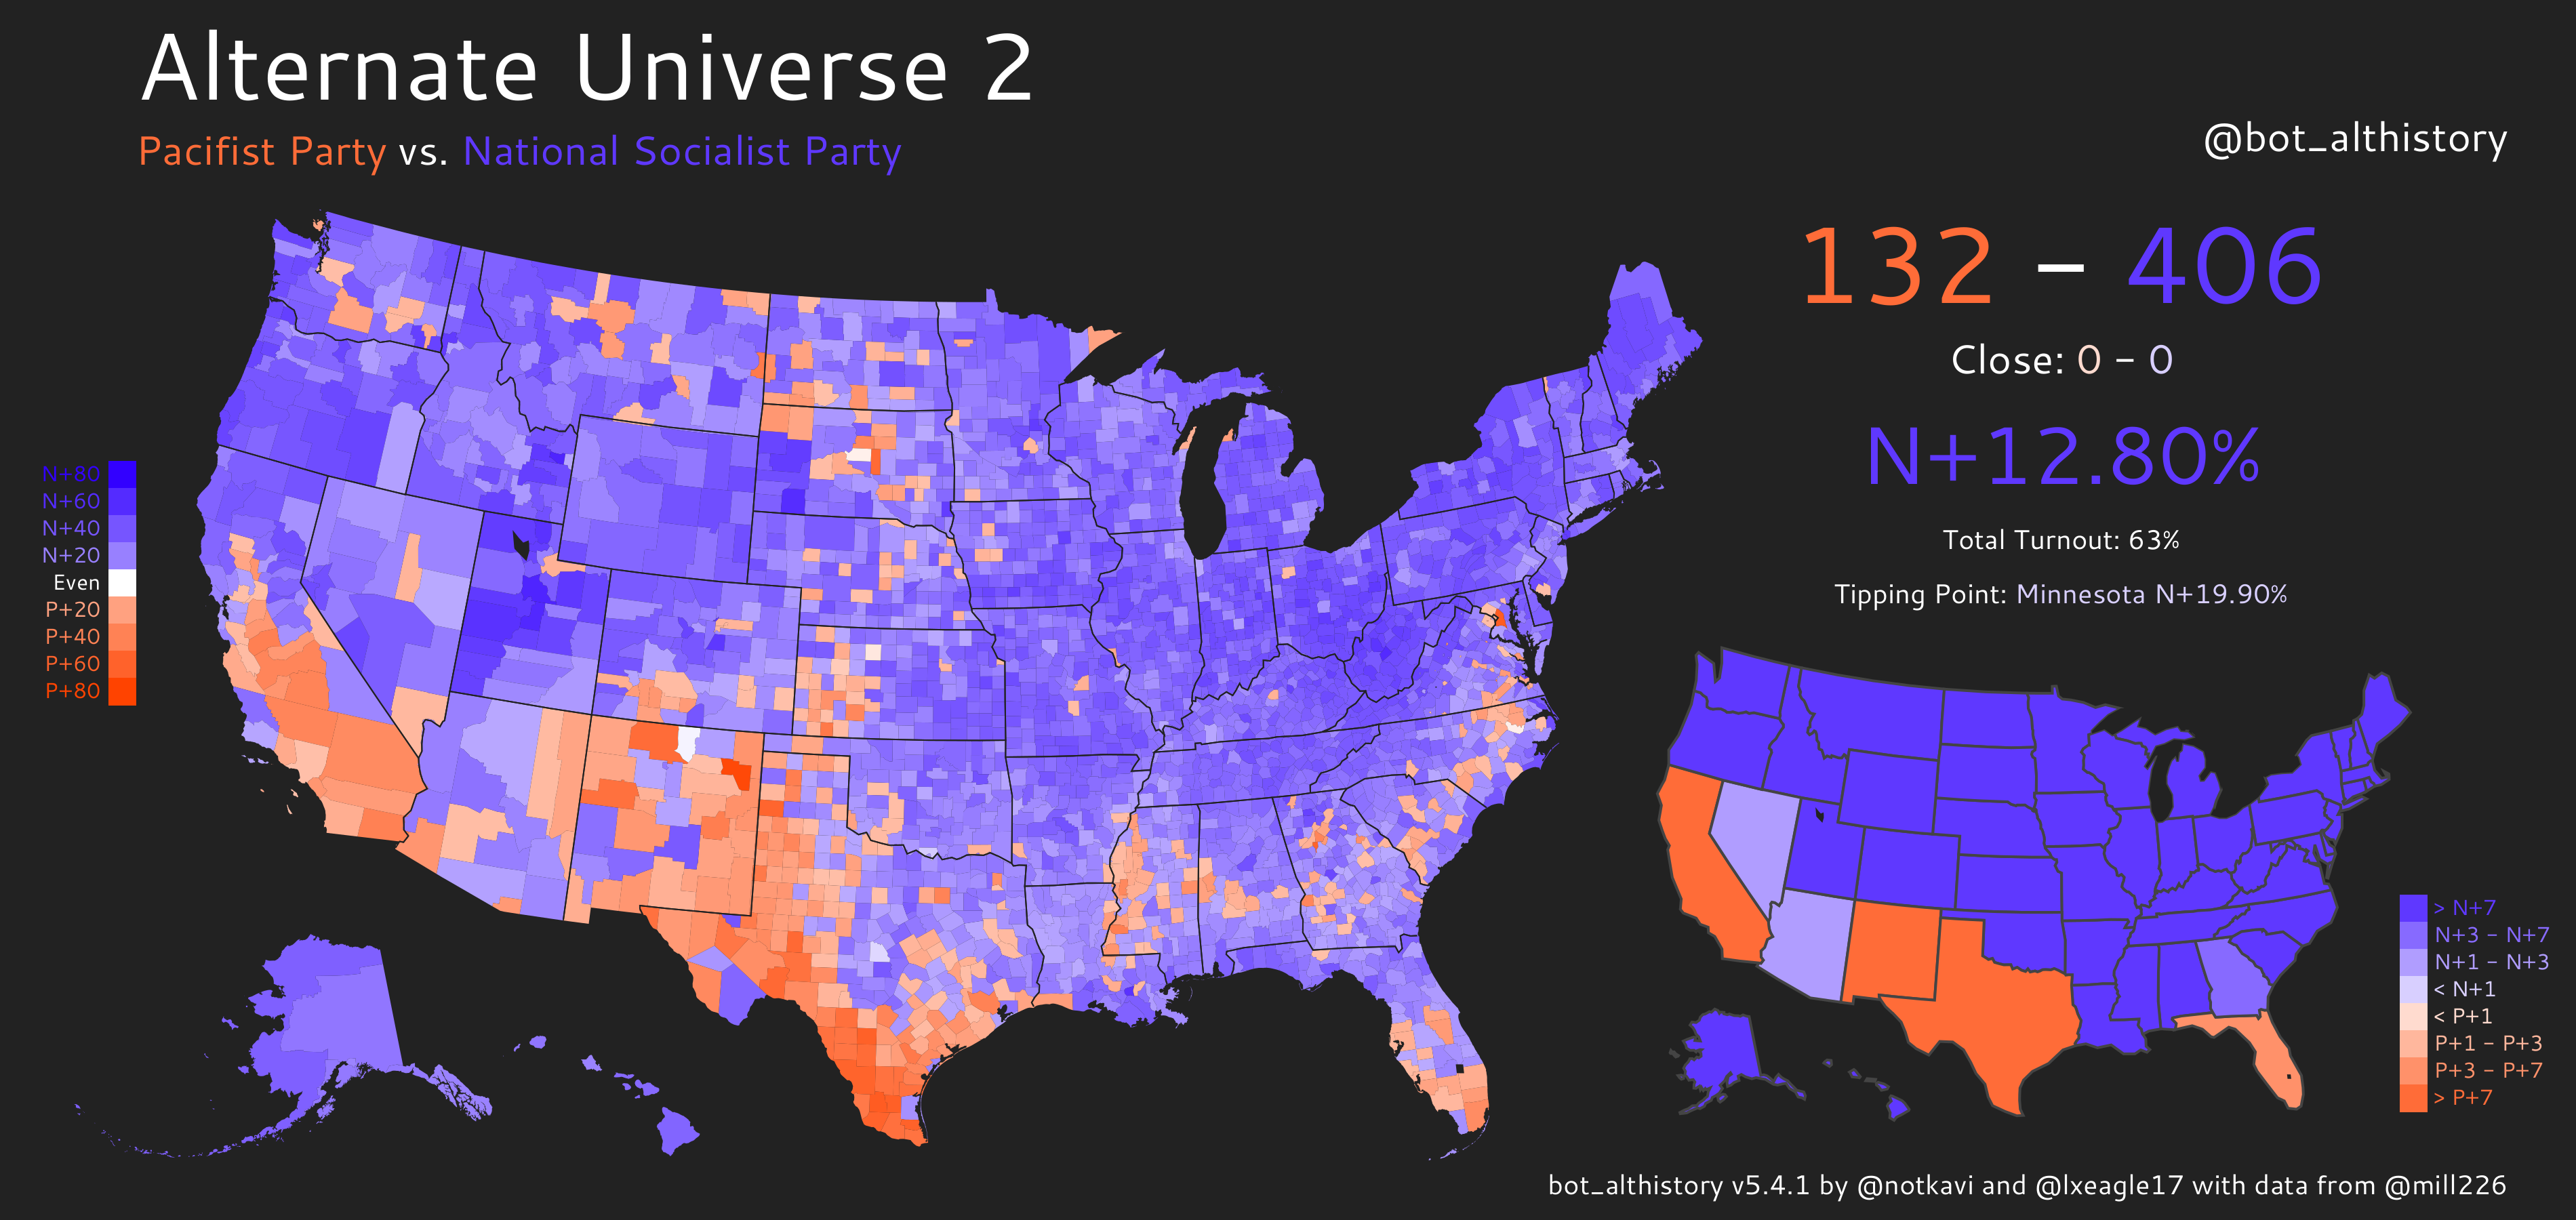 Alternate Universe 2
Pacifist Party vs. National Socialist Party
@bot_althistory
132 – 406
Close: 0 – 0
N+12.80%
Total Turnout: 63%
Tipping Point: Minnesota N+19.90%
N+80
N+60
N+40
N+20
Even
P+20
P+40
P+60
P+80
> N+7
N+3 – N+7
N+1 – N+3
< N+1
< P+1
P+1 – P+3
P+3 – P+7
> P+7
bot_althistory v5.4.1 by @notkavi and @lxeagle17 with data from @mill226